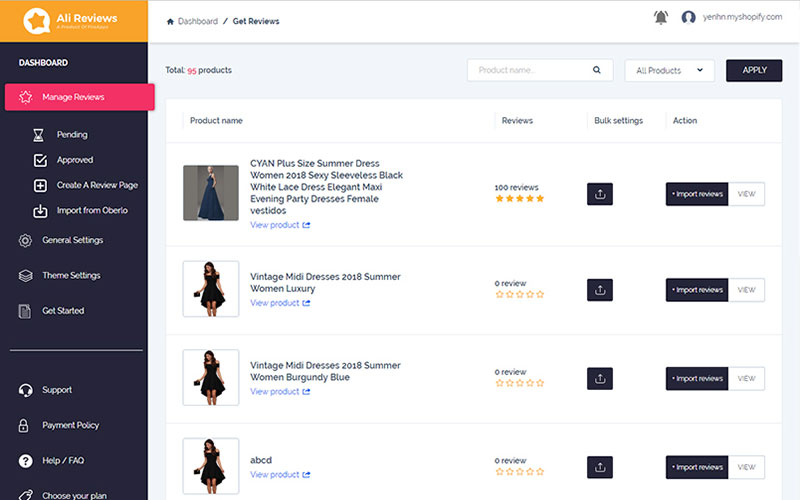 Ali Reviews
A Product Of FireApps
Dashboard / Get Reviews
yenhn.myshopify.com
DASHBOARD
Manage Reviews
Pending
Approved
Create A Review Page
Import from Oberlo
General Settings
Theme Settings
Get Started
Support
Payment Policy
Help / FAQ
Choose your plan
Total: 95 products
Product name...
All Products
APPLY
Product name
Reviews
Bulk settings
Action
CYAN Plus Size Summer Dress
Women 2018 Sexy Sleeveless Black
White Lace Dress Elegant Maxi
Evening Party Dresses Female
vestidos
View product
100 reviews
+ Import reviews
VIEW
Vintage Midi Dresses 2018 Summer
Women Luxury
View product
0 review
+ Import reviews
VIEW
Vintage Midi Dresses 2018 Summer
Women Burgundy Blue
View product
0 review
+ Import reviews
VIEW
abcd
View product
0 review
+ Import reviews
VIEW